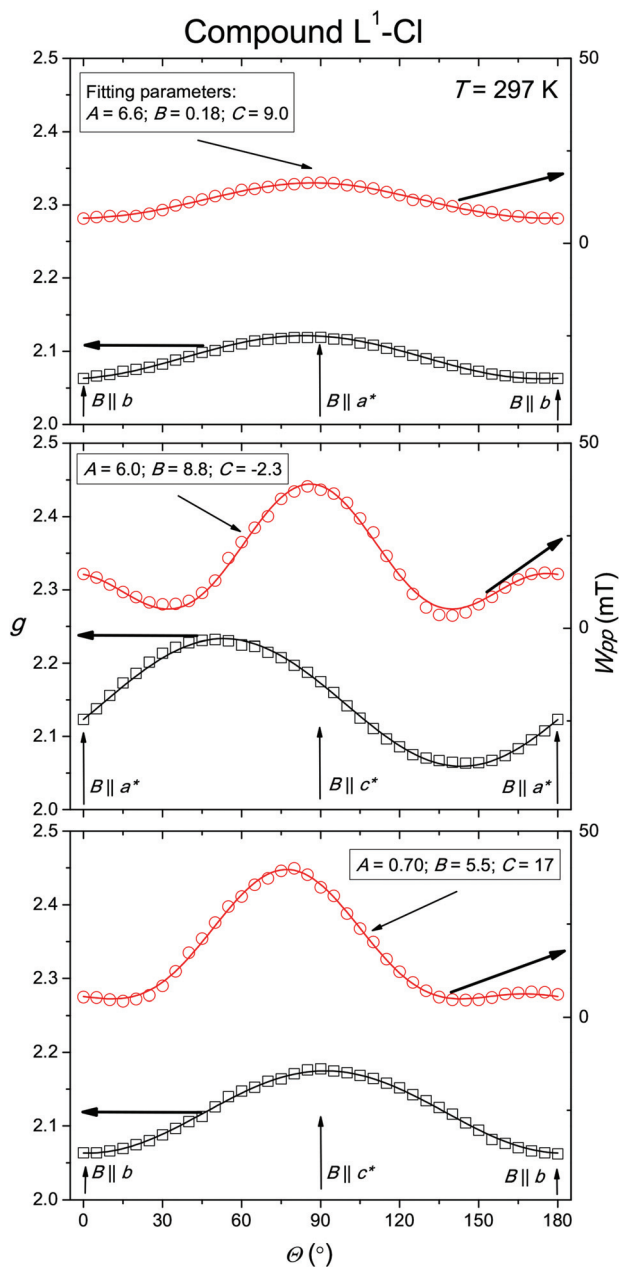 Compound L¹-Cl
2.5
2.4
2.3
2.2
2.1
2.0
50
0
Fitting parameters:
A = 6.6; B = 0.18; C = 9.0
T = 297 K
B || b
B || a*
B || b
2.5
2.4
2.3
2.2
2.1
2.0
50
0
A = 6.0; B = 8.8; C = -2.3
g
Wpp (mT)
B || a*
B || c*
B || a*
2.5
2.4
2.3
2.2
2.1
2.0
50
0
A = 0.70; B = 5.5; C = 17
B || b
B || c*
B || b
0 30 60 90 120 150 180
Θ (°)